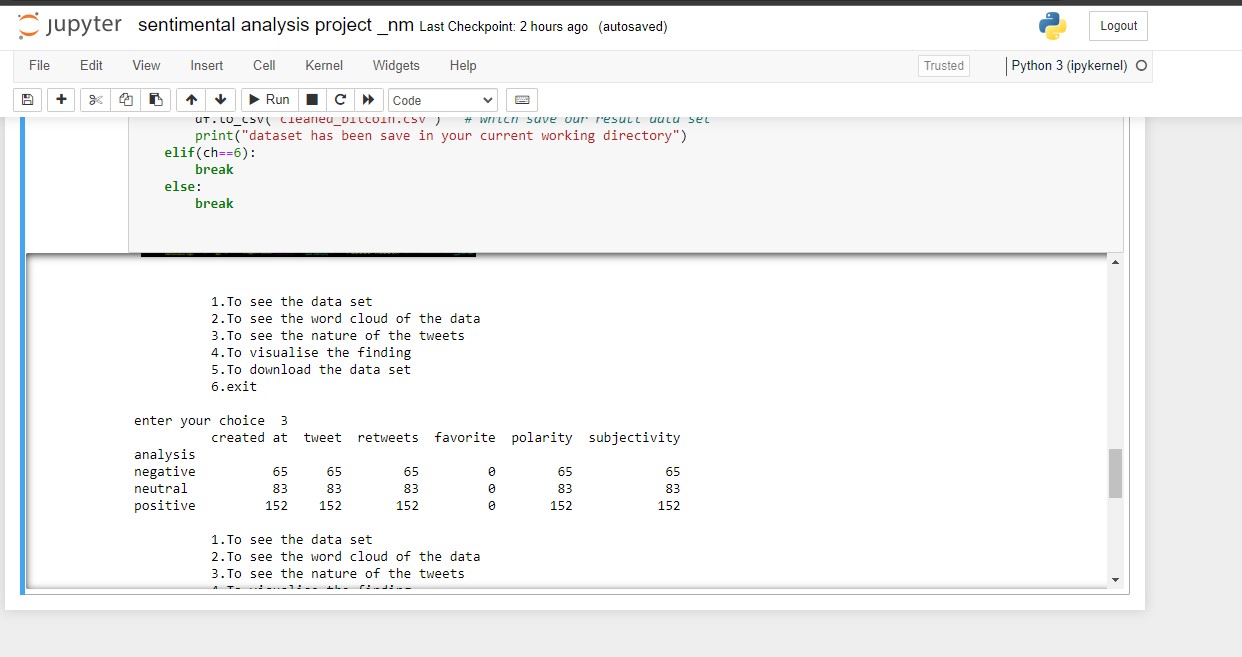 jupyter sentimental analysis project _nm Last Checkpoint: 2 hours ago (autosaved)
Logout
File Edit View Insert Cell Kernel Widgets Help
Trusted
Python 3 (ipykernel)
Run
Code
df.to_csv("cleaned_bitcoin.csv") # which save our result data set
print("dataset has been save in your current working directory")
elif(ch==6):
break
else:
break
1.To see the data set
2.To see the word cloud of the data
3.To see the nature of the tweets
4.To visualise the finding
5.To download the data set
6.exit
enter your choice 3
created at tweet retweets favorite polarity subjectivity
analysis
negative 65 65 65 0 65 65
neutral 83 83 83 0 83 83
positive 152 152 152 0 152 152
1.To see the data set
2.To see the word cloud of the data
3.To see the nature of the tweets
4.To visualise the finding